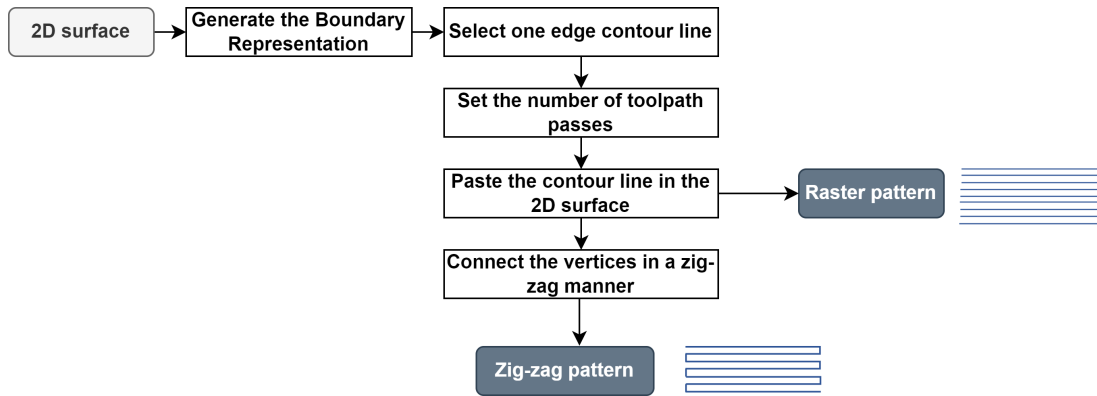 2D surface
Generate the Boundary
Representation
Select one edge contour line
Set the number of toolpath
passes
Paste the contour line in the
2D surface
Raster pattern
Connect the vertices in a zig-
zag manner
Zig-zag pattern